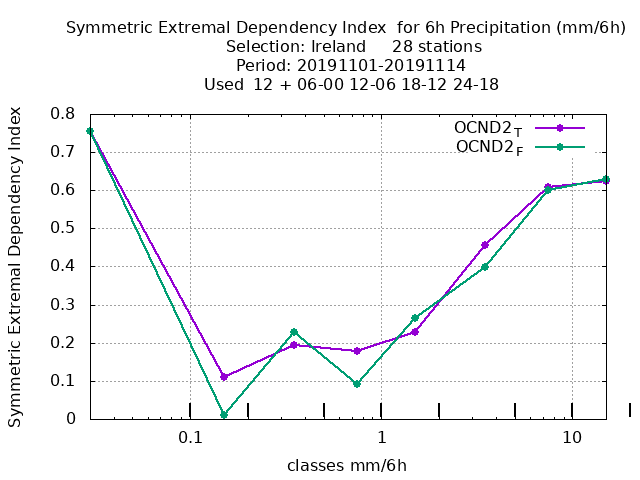 Symmetric Extremal Dependency Index  for 6h Precipitation (mm/6h)
Selection: Ireland     28 stations
Period: 20191101-20191114
Used  12 + 06-00 12-06 18-12 24-18
OCND2T
OCND2F
Symmetric Extremal Dependency Index
0.8
0.7
0.6
0.5
0.4
0.3
0.2
0.1
0
0.1
1
10
classes mm/6h